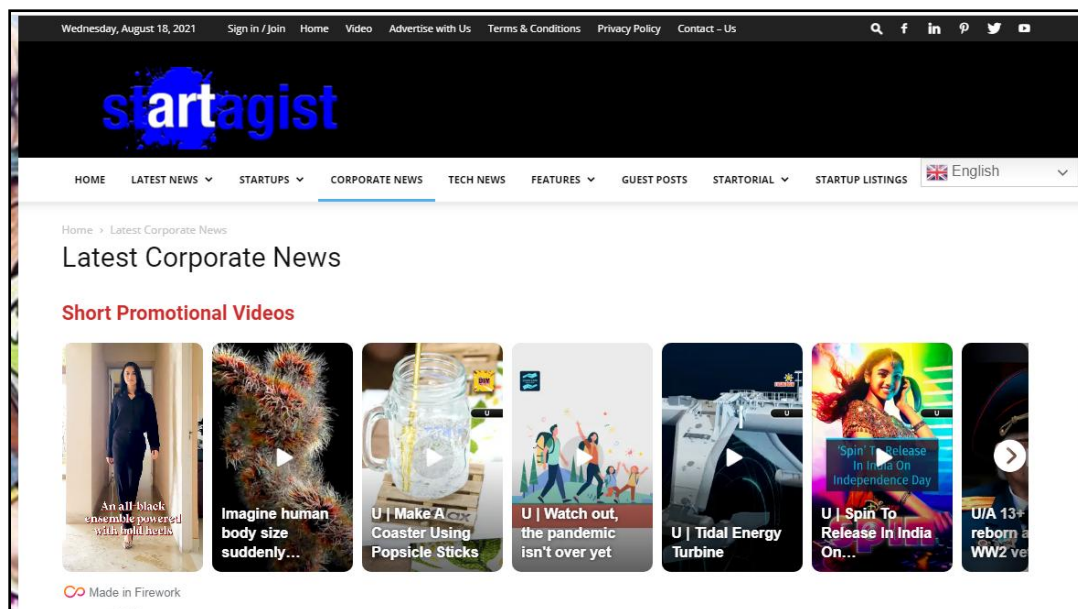 Wednesday, August 18, 2021 Sign in / Join Home Video Advertise with Us Terms & Conditions Privacy Policy Contact – Us
startagist
HOME LATEST NEWS STARTUPS CORPORATE NEWS TECH NEWS FEATURES GUEST POSTS STARTORIAL STARTUP LISTINGS English
Home › Latest Corporate News
Latest Corporate News
Short Promotional Videos
An all-black
ensemble powered
with bold heels
Imagine human
body size
suddenly...
U
U | Make A
Coaster Using
Popsicle Sticks
U | Watch out,
the pandemic
isn't over yet
U
U | Tidal Energy
Turbine
U
'Spin' To Release
In India On
Independence Day
U | Spin To
Release In India
On...
U/A 13+
reborn a
WW2 ve
Made in Firework